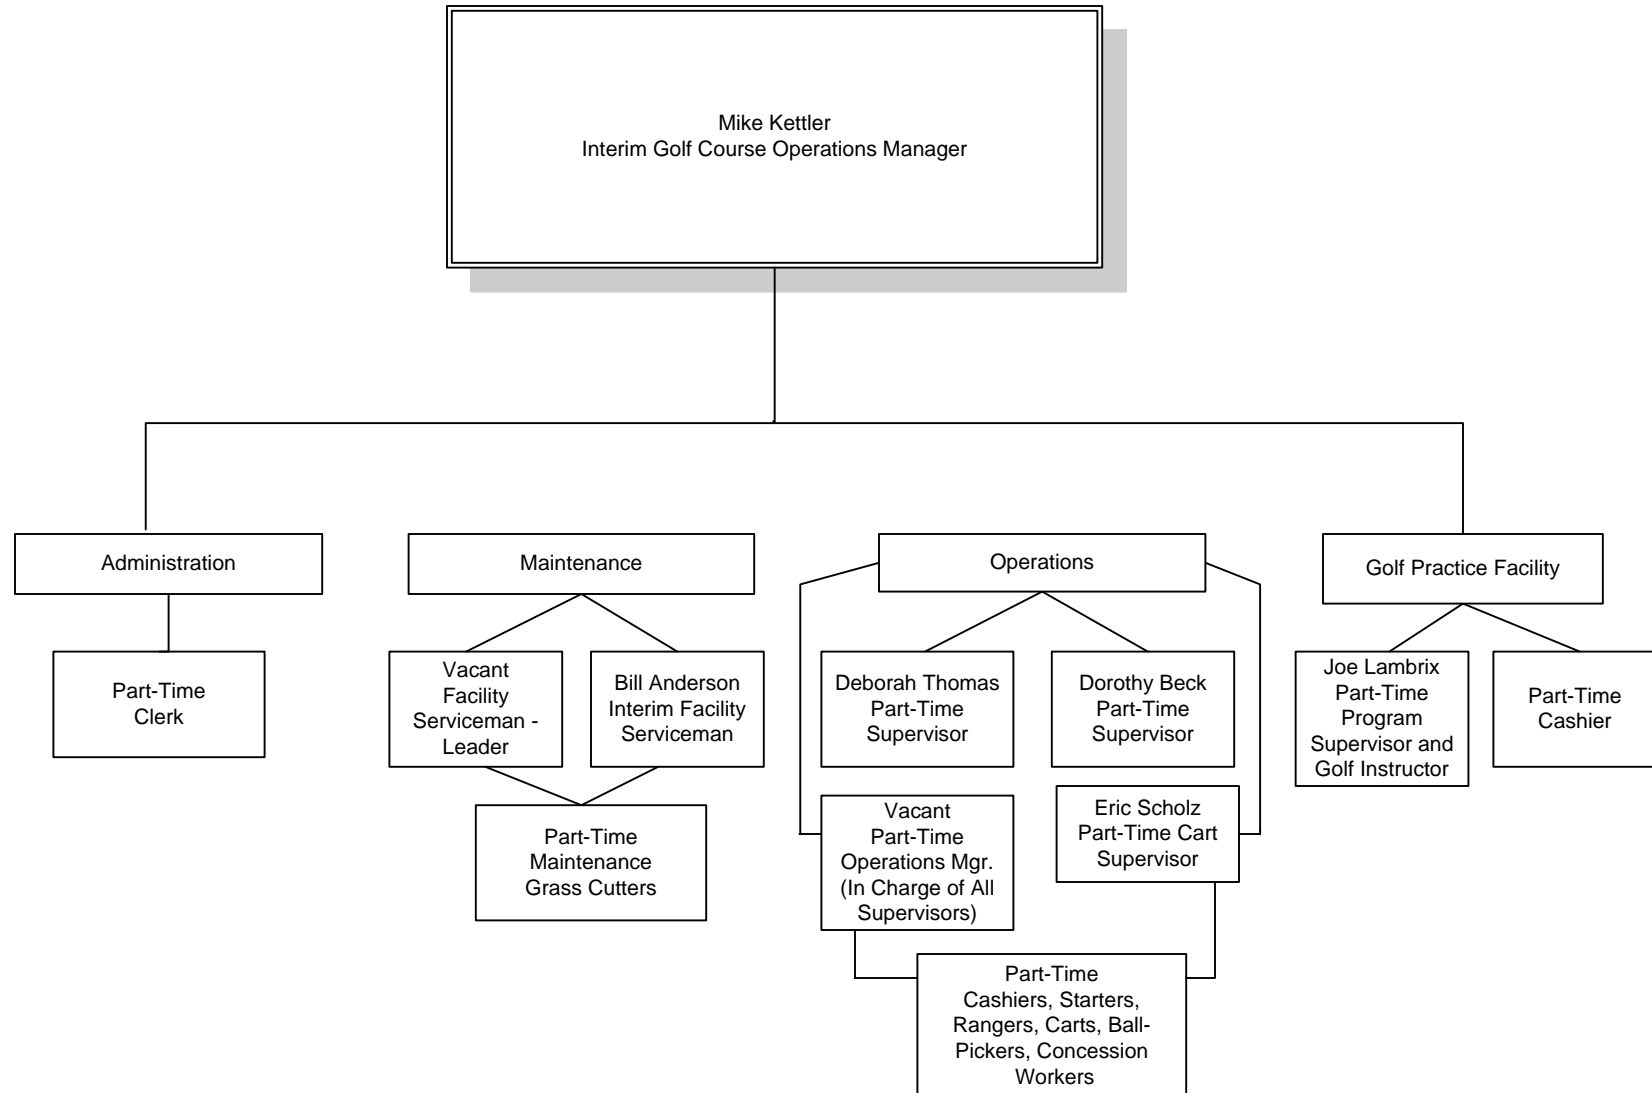 Mike Kettler
Interim Golf Course Operations Manager
Administration
Maintenance
Operations
Golf Practice Facility
Part-Time
Clerk
Vacant
Facility
Serviceman -
Leader
Bill Anderson
Interim Facility
Serviceman
Deborah Thomas
Part-Time
Supervisor
Dorothy Beck
Part-Time
Supervisor
Joe Lambrix
Part-Time
Program
Supervisor and
Golf Instructor
Part-Time
Cashier
Part-Time
Maintenance
Grass Cutters
Vacant
Part-Time
Operations Mgr.
(In Charge of All
Supervisors)
Eric Scholz
Part-Time Cart
Supervisor
Part-Time
Cashiers, Starters,
Rangers, Carts, Ball-
Pickers, Concession
Workers